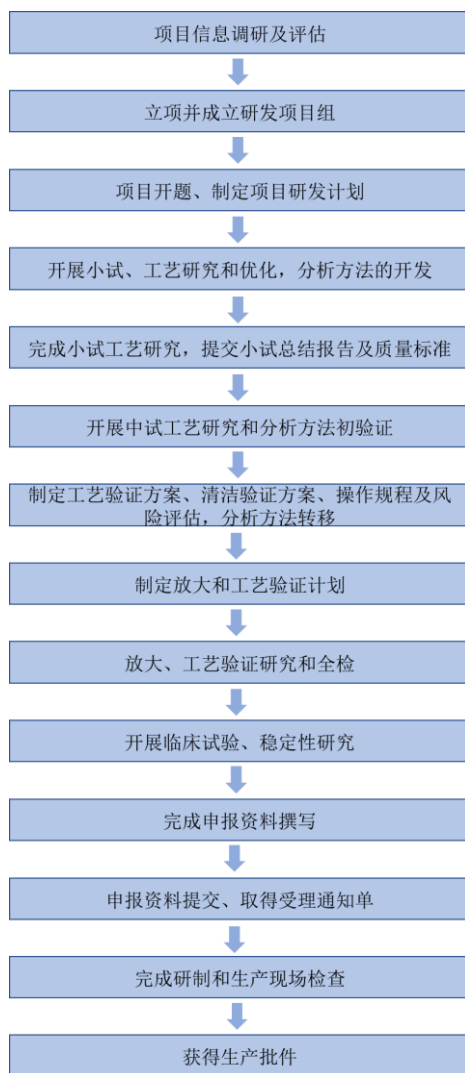 项目信息调研及评估
立项并成立研发项目组
项目开题、制定项目研发计划
开展小试、工艺研究和优化，分析方法的开发
完成小试工艺研究，提交小试总结报告及质量标准
开展中试工艺研究和分析方法初验证
制定工艺验证方案、清洁验证方案、操作规程及风
险评估，分析方法转移
制定放大和工艺验证计划
放大、工艺验证研究和全检
开展临床试验、稳定性研究
完成申报资料撰写
申报资料提交、取得受理通知单
完成研制和生产现场检查
获得生产批件